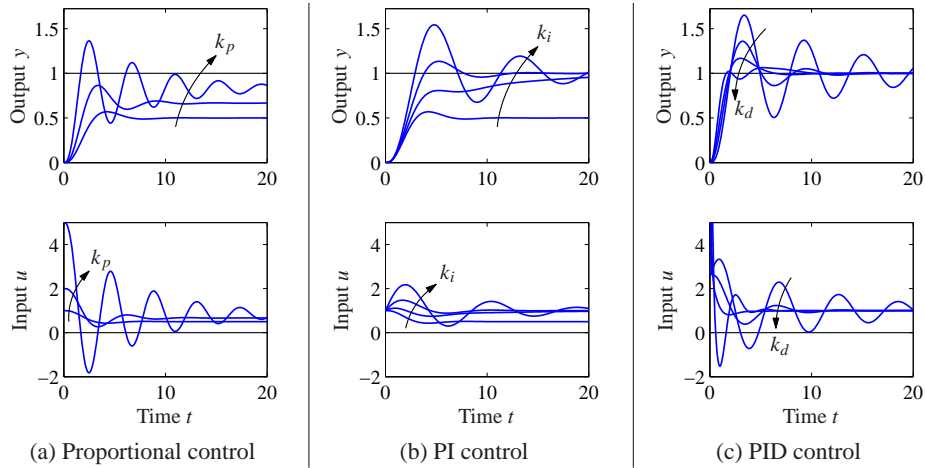 Output y
1.5
1
0.5
0
k_p
0 10 20
Input u
4
2
0
−2
k_p
0 10 20
Time t
(a) Proportional control
Output y
1.5
1
0.5
0
k_i
0 10 20
Input u
4
2
0
−2
k_i
0 10 20
Time t
(b) PI control
Output y
1.5
1
0.5
0
k_d
0 10 20
Input u
4
2
0
−2
k_d
0 10 20
Time t
(c) PID control